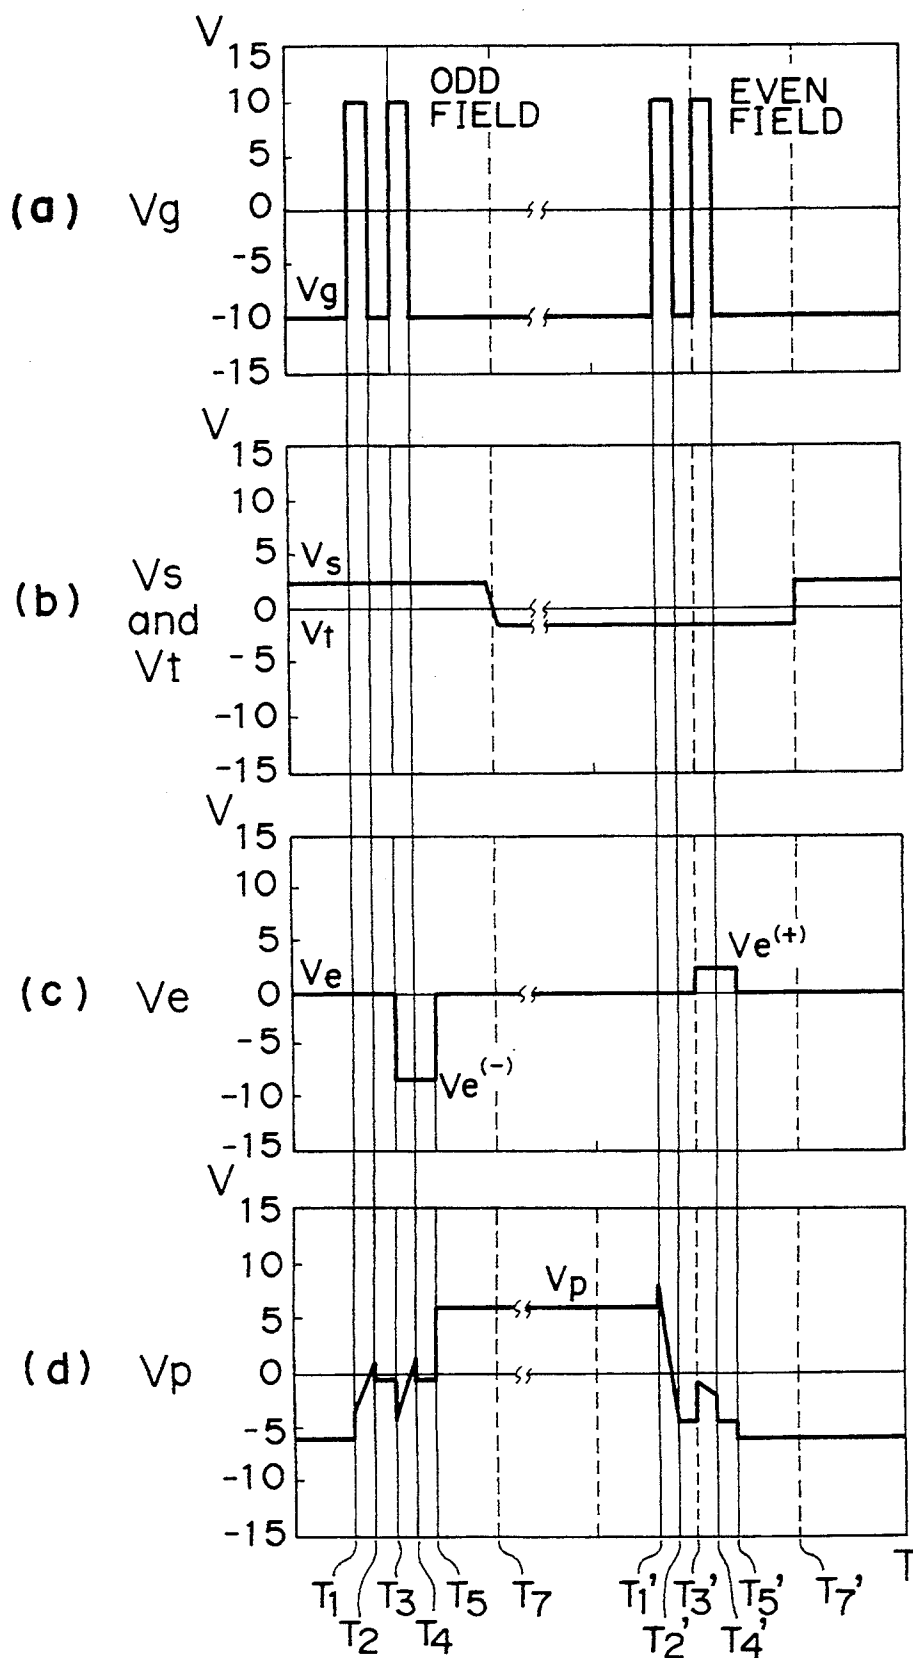 V
15
10
5
0
-5
-10
-15
ODD
FIELD
EVEN
FIELD
(a) Vg
Vg
V
15
10
5
0
-5
-10
-15
(b) Vs
and
Vt
Vs
Vt
V
15
10
5
0
-5
-10
-15
(c) Ve
Ve
Ve(-)
Ve(+)
V
15
10
5
0
-5
-10
-15
(d) Vp
Vp
T
T1 T3 T5 T7 T1' T3' T5' T7'
T2 T4 T2' T4'